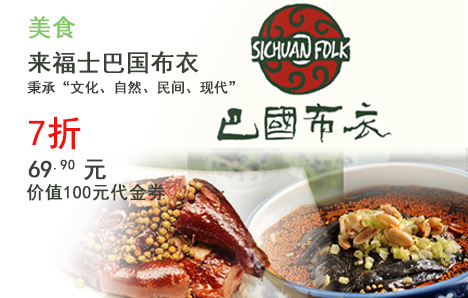 美食
来福士巴国布衣
秉承“文化、自然、民间、现代”
7折
69.90 元
价值100元代金券
SICHUAN FOLK
巴國布衣